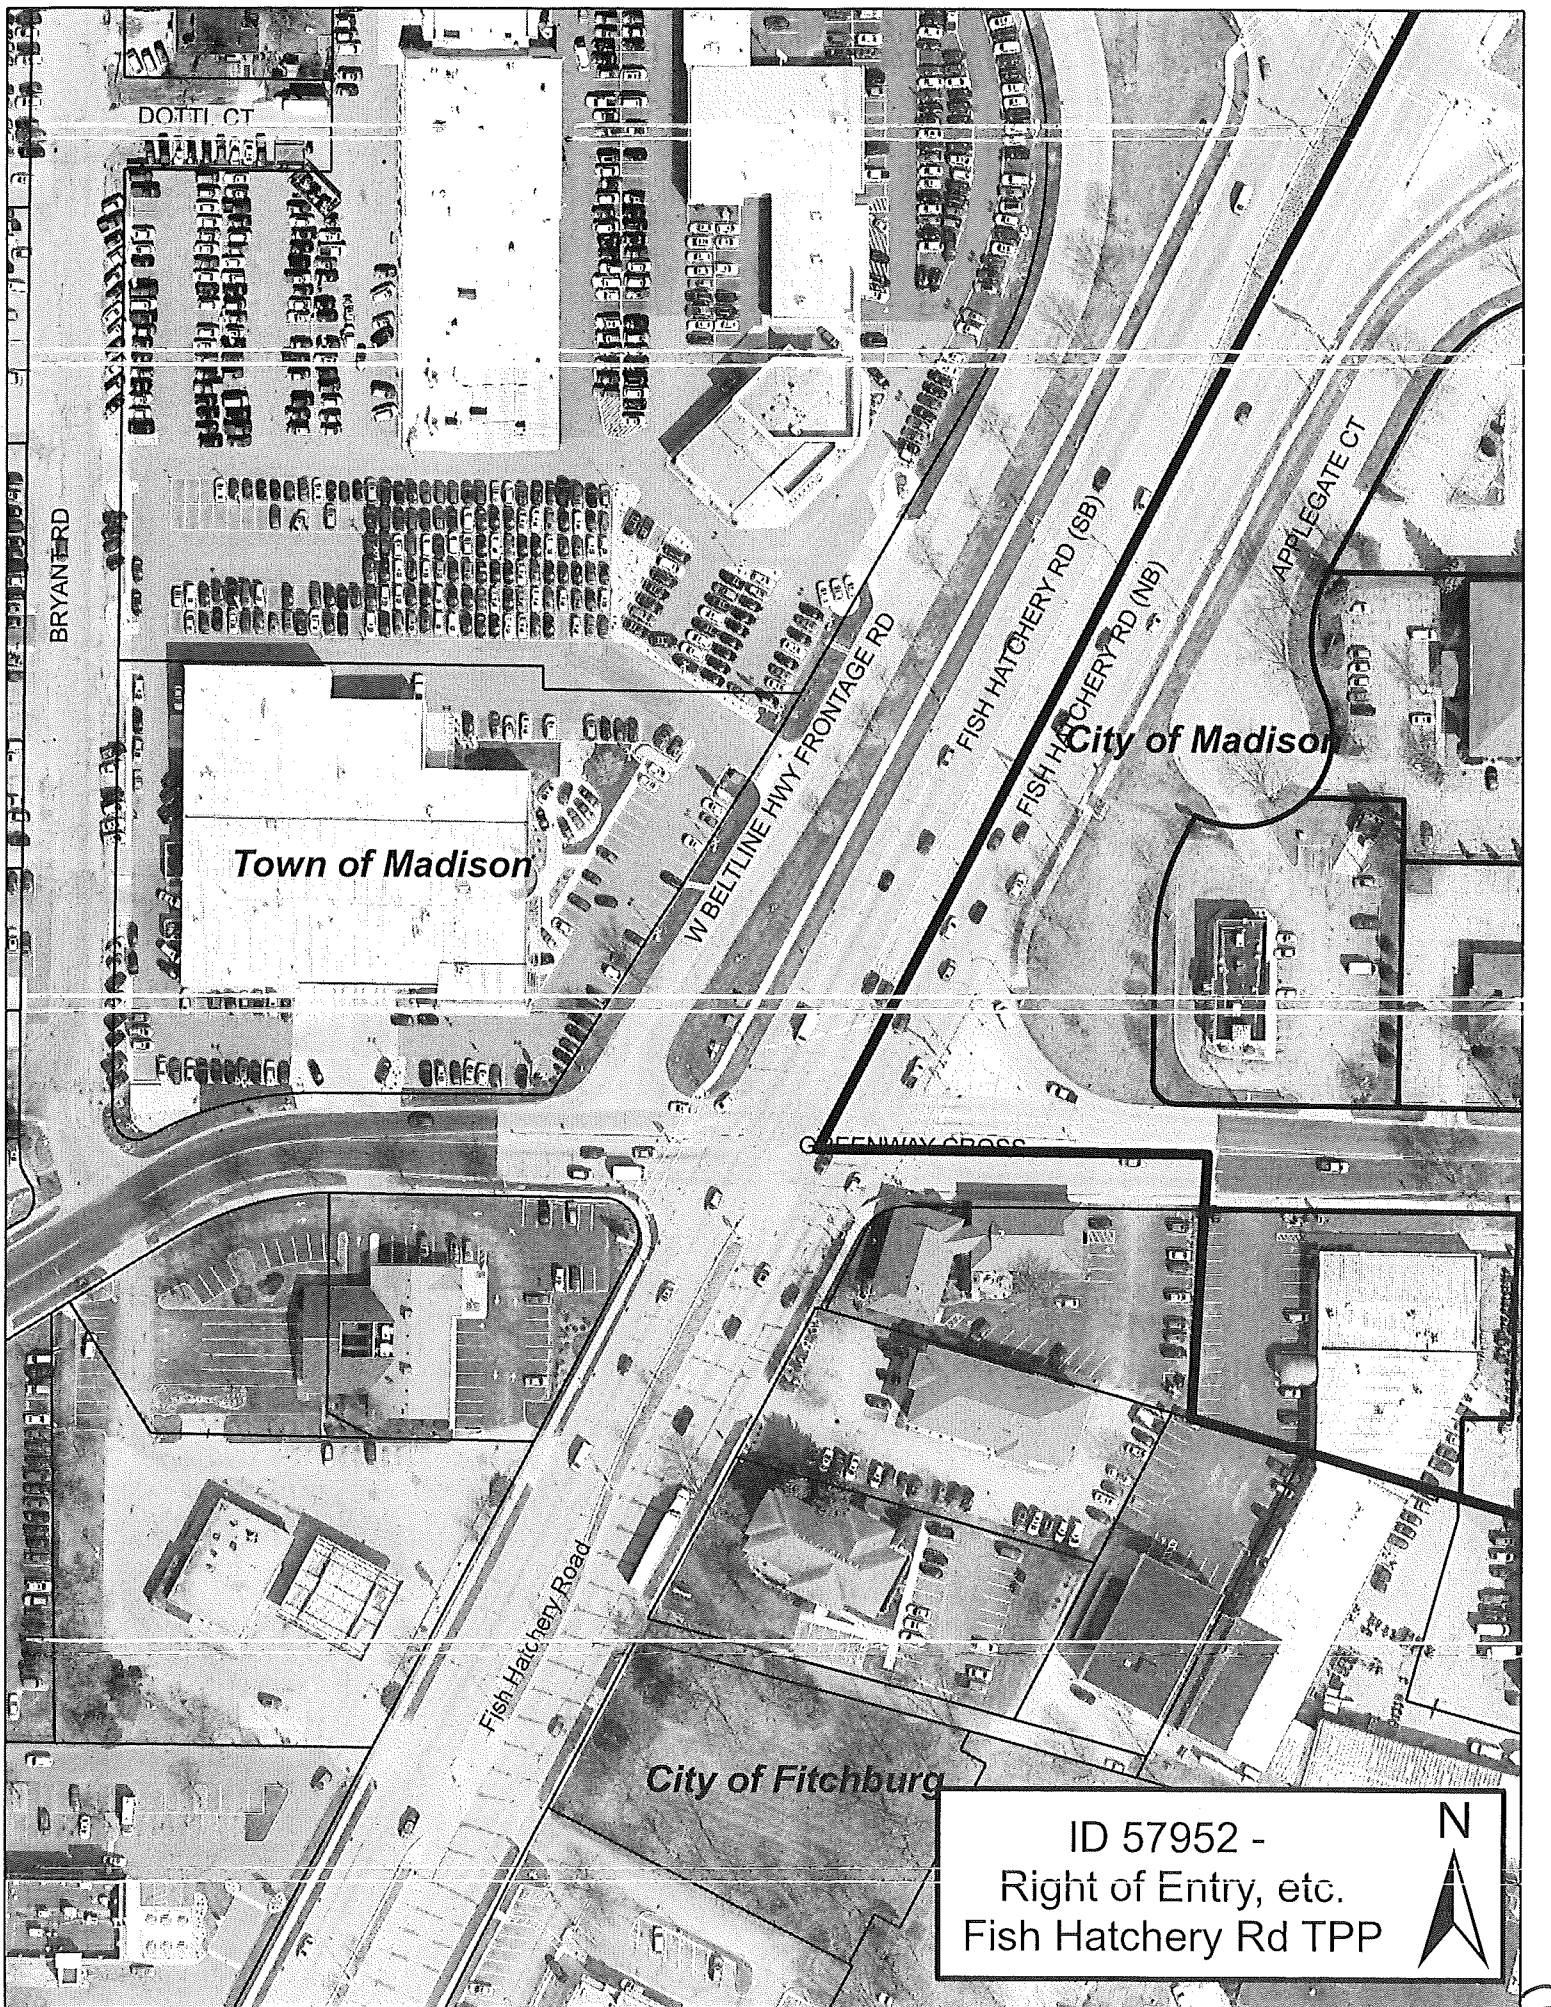 DOTTI CT
BRYANT RD
APPLEGATE CT
FISH HATCHERY RD (SB)
FISH HATCHERY RD (NB)
W BELTLINE HWY FRONTAGE RD
City of Madison
Town of Madison
GREENWAY CROSS
Fish Hatchery Road
City of Fitchburg
ID 57952 -
Right of Entry, etc.
Fish Hatchery Rd TPP
N